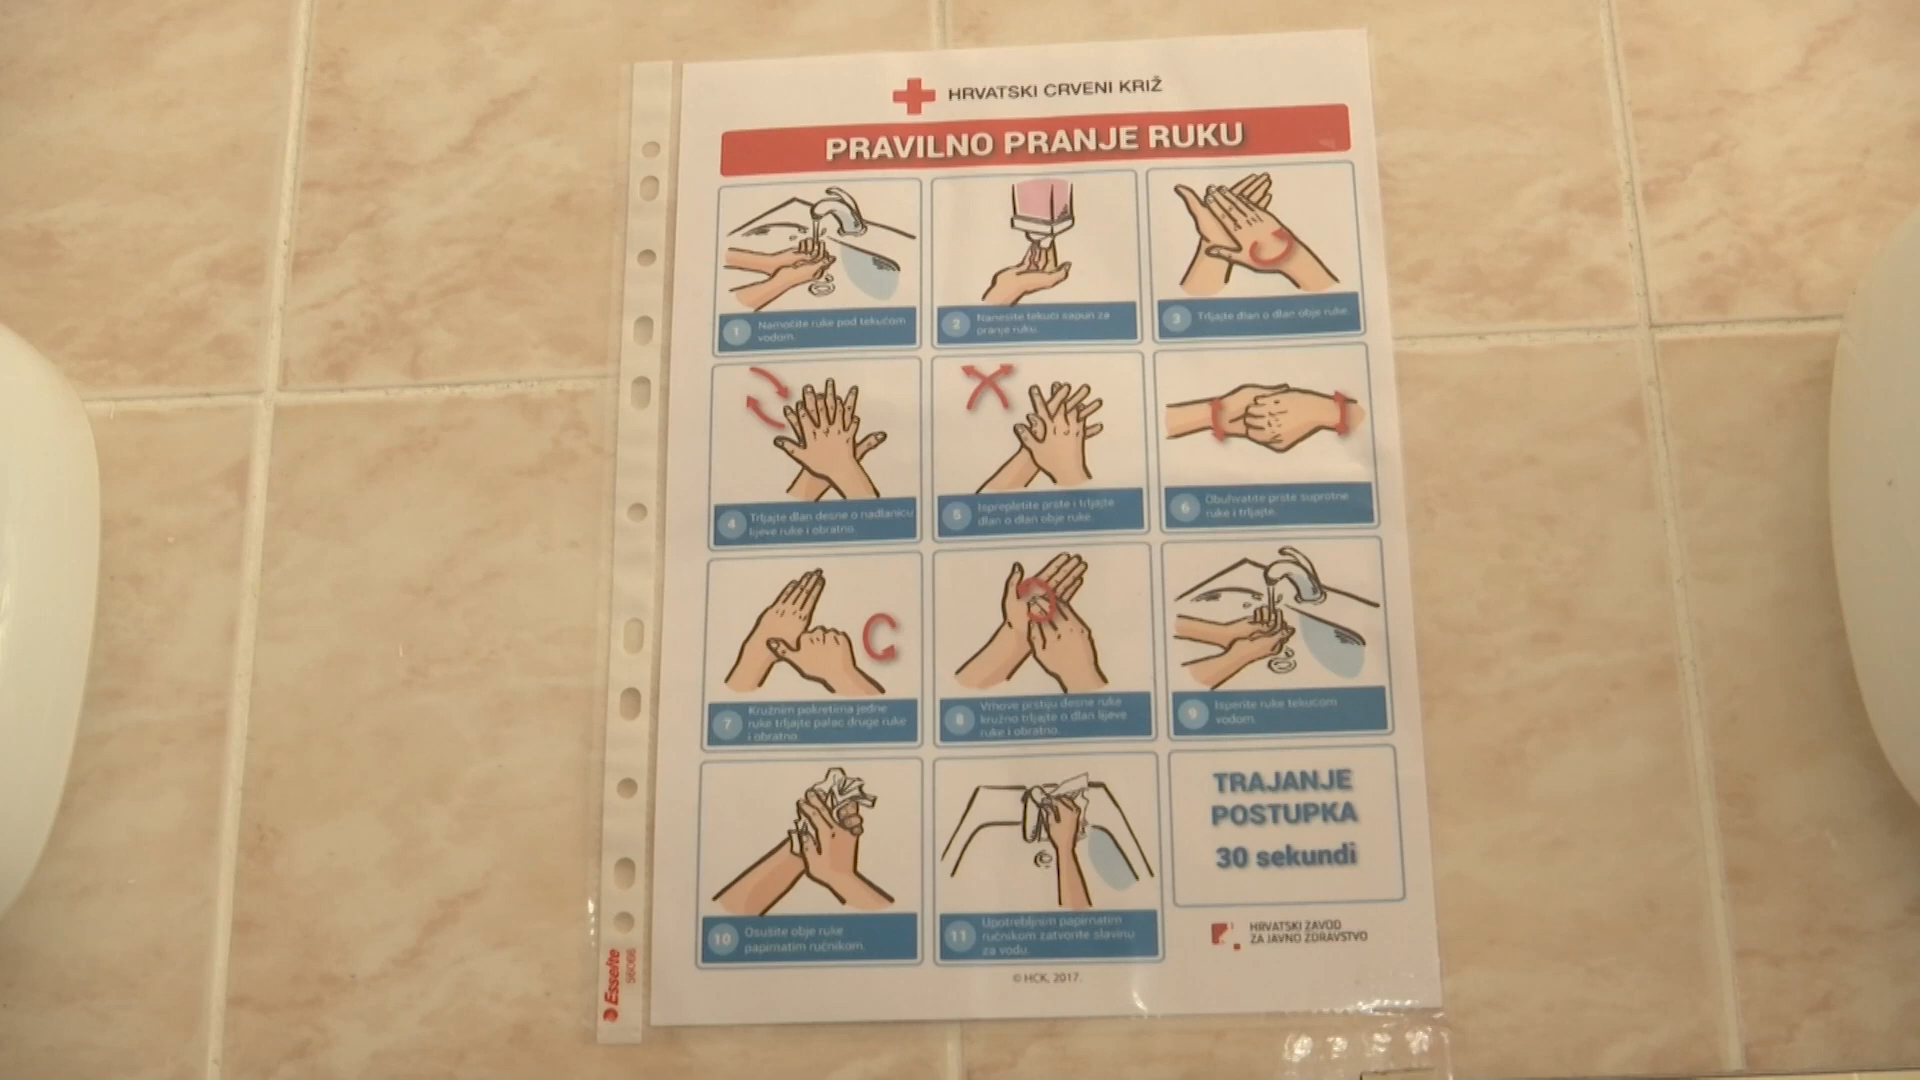 HRVATSKI CRVENI KRIŽ
PRAVILNO PRANJE RUKU
1 Namočite ruke pod tekućom
vodom.
2 Nanesite tekući sapun za
pranje ruku.
3 Trljajte dlan o dlan obje ruke.
4 Trljajte dlan desne o nadlanicu
lijeve ruke i obratno.
5 Isprepletite prste i trljajte
dlan o dlan obje ruke.
6 Obuhvatite prste suprotne
ruke i trljajte.
7 Kružnim pokretima jedne
ruke trljajte palac druge ruke
i obratno.
8 Vrhove prstiju desne ruke
kružno trljajte o dlan lijeve
ruke i obratno.
9 Isperite ruke tekućom
vodom.
10 Osušite obje ruke
papirnatim ručnikom.
11 Upotrebljnim papirnatim
ručnikom zatvorite slavinu
za vodu.
TRAJANJE
POSTUPKA
30 sekundi
HRVATSKI ZAVOD
ZA JAVNO ZDRAVSTVO
© HCK, 2017.
Esselte
56066